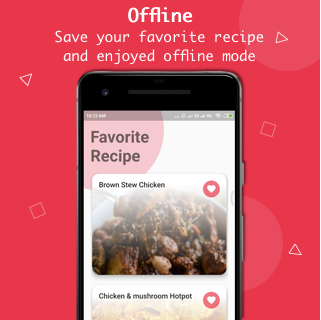 Offline
Save your favorite recipe
and enjoyed offline mode
10:12 AM
Favorite
Recipe
Brown Stew Chicken
Chicken & mushroom Hotpot